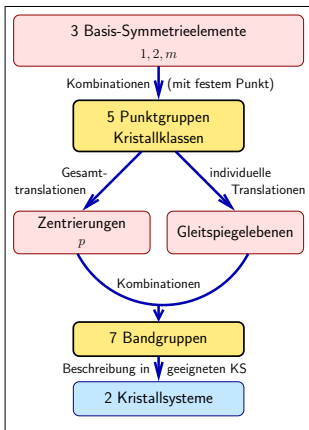 3 Basis-Symmetrieelemente
1, 2, m
Kombinationen (mit festem Punkt)
5 Punktgruppen
Kristallklassen
Gesamt-
translationen
individuelle
Translationen
Zentrierungen
p
Gleitspiegelebenen
Kombinationen
7 Bandgruppen
Beschreibung in geeigneten KS
2 Kristallsysteme